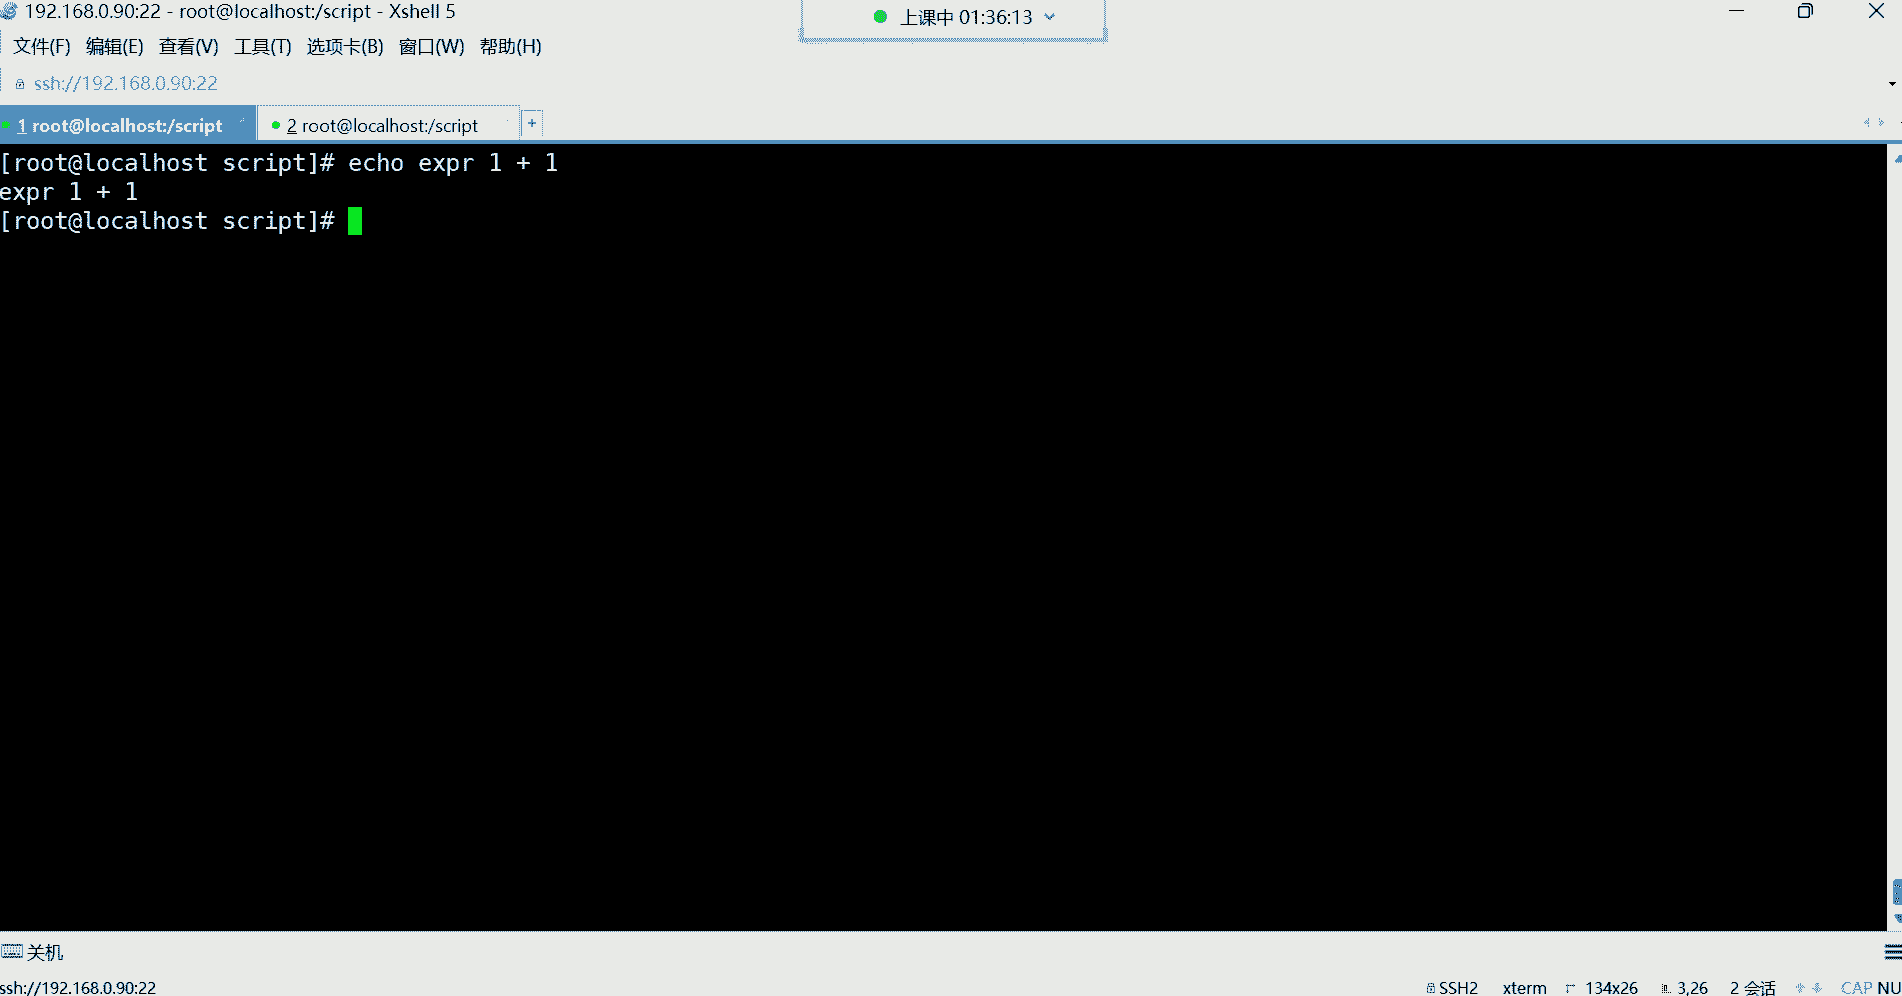 192.168.0.90:22 - root@localhost:/script - Xshell 5
上课中 01:36:13
文件(F) 编辑(E) 查看(V) 工具(T) 选项卡(B) 窗口(W) 帮助(H)
ssh://192.168.0.90:22
1 root@localhost:/script
2 root@localhost:/script
+
[root@localhost script]# echo expr 1 + 1
expr 1 + 1
[root@localhost script]#
关机
ssh://192.168.0.90:22
SSH2 xterm 134x26 3,26 2 会话 CAP NU